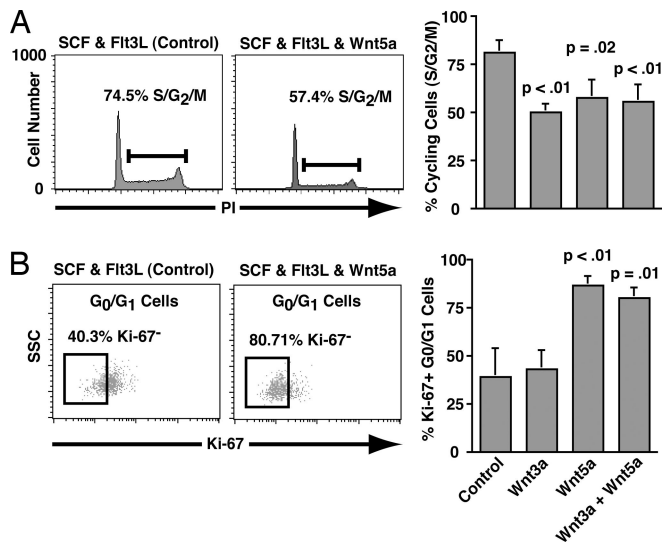 A
SCF & Flt3L (Control)
SCF & Flt3L & Wnt5a
1000
Cell Number
0
74.5% S/G2/M
57.4% S/G2/M
PI
% Cycling Cells (S/G2/M)
100
75
50
25
0
p < .01
p = .02
p < .01
B
SCF & Flt3L (Control)
SCF & Flt3L & Wnt5a
SSC
G0/G1 Cells
40.3% Ki-67-
G0/G1 Cells
80.71% Ki-67-
Ki-67
% Ki-67+ G0/G1 Cells
100
75
50
25
0
p < .01
p = .01
Control
Wnt3a
Wnt5a
Wnt3a + Wnt5a